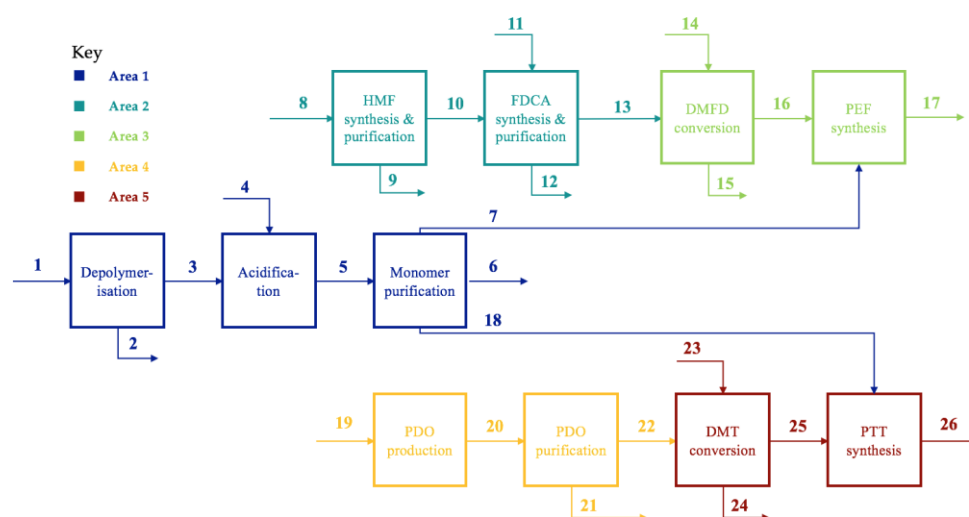 Key
Area 1
Area 2
Area 3
Area 4
Area 5
11
14
8
HMF
synthesis &
purification
10
FDCA
synthesis &
purification
13
DMFD
conversion
16
PEF
synthesis
17
9
12
15
4
7
1
Depolymer-
isation
3
Acidifica-
tion
5
Monomer
purification
6
2
18
23
19
PDO
production
20
PDO
purification
22
DMT
conversion
25
PTT
synthesis
26
21
24